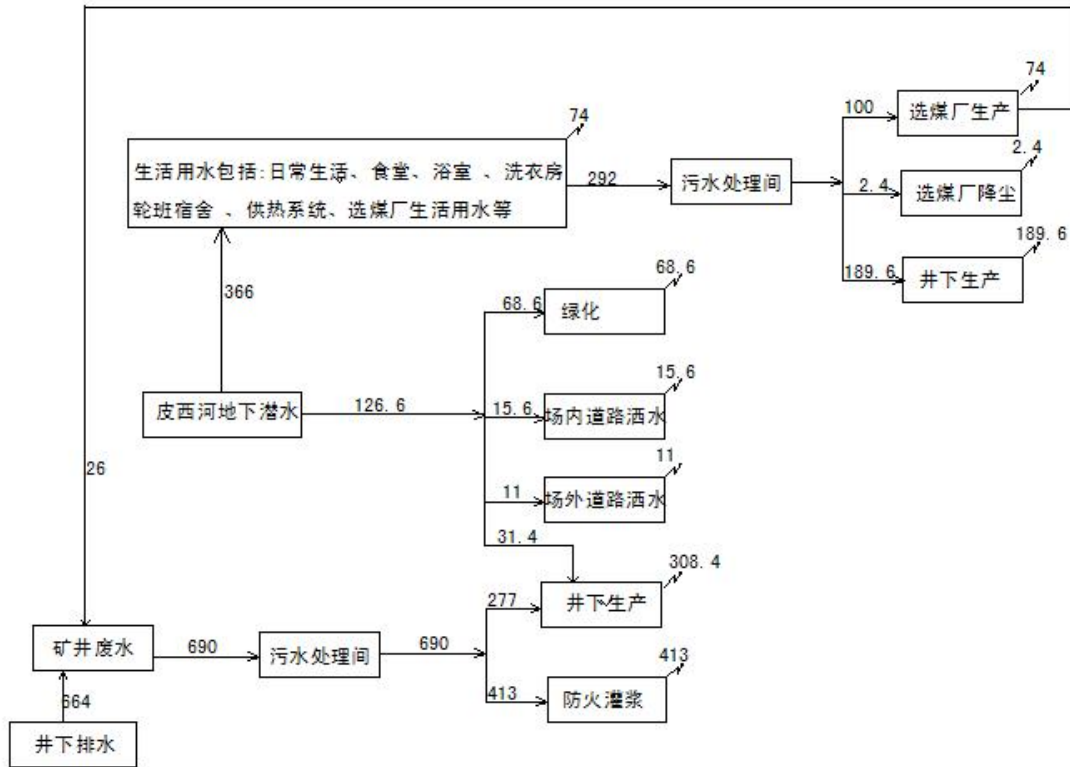 74
100
选煤厂生产
74
生活用水包括:日常生活、食堂、浴室 、洗衣房
轮班宿舍 、供热系统、选煤厂生活用水等
292
污水处理间
2.4
2.4
选煤厂降尘
189.6
189.6
井下生产
366
68.6
68.6
绿化
皮西河地下潜水
126.6
15.6
15.6
场内道路洒水
26
11
11
场外道路洒水
31.4
308.4
277
井下生产
矿井废水
690
污水处理间
690
413
413
防火灌浆
664
井下排水